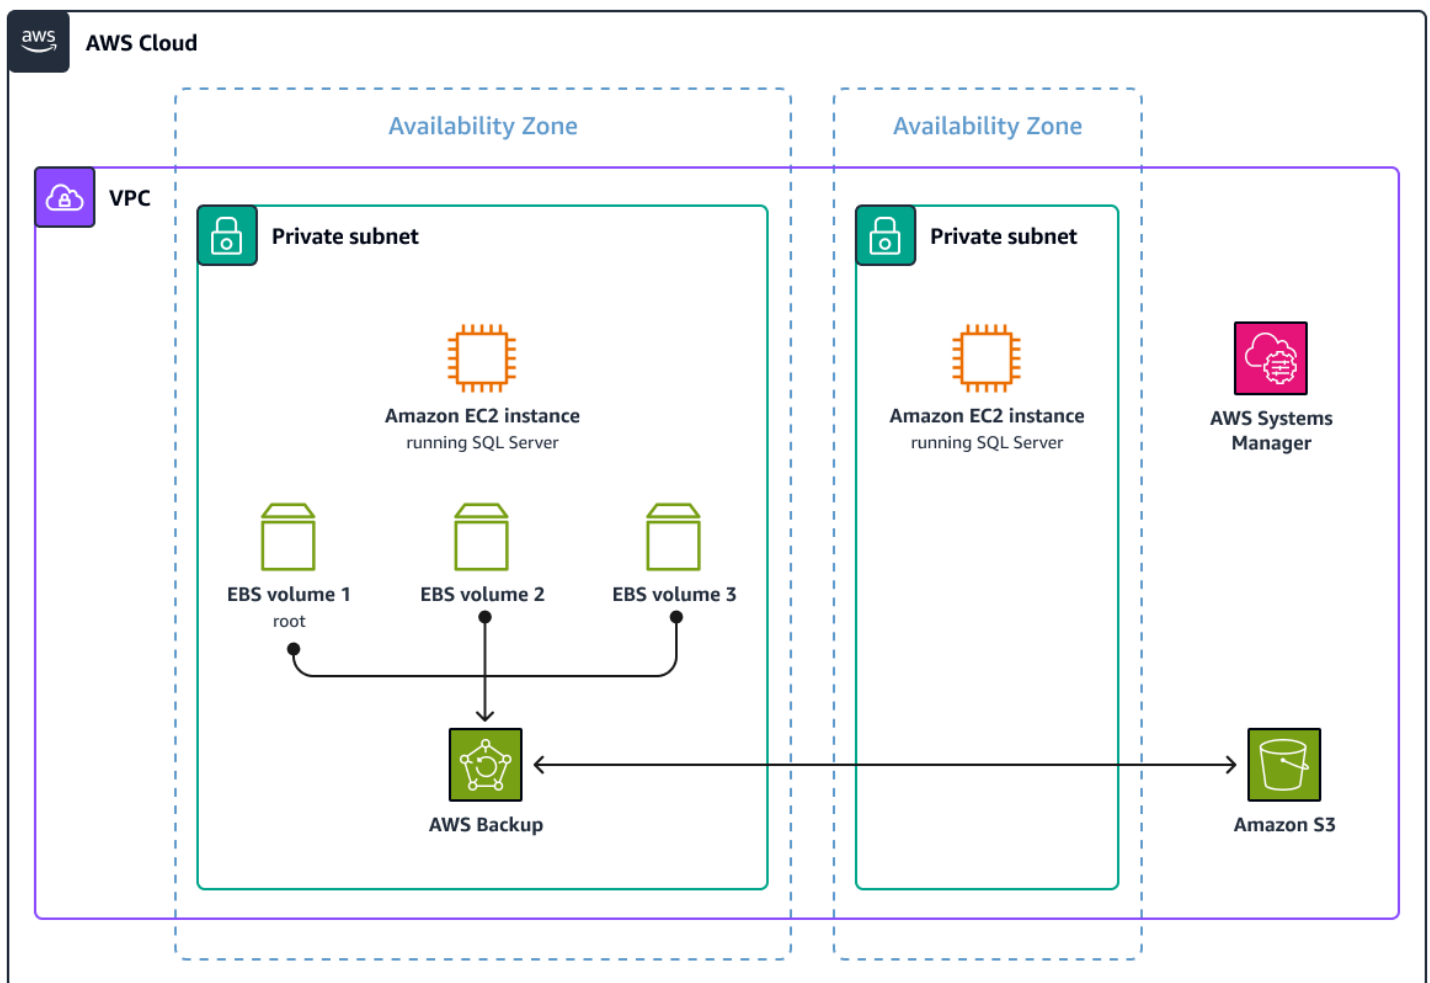 aws
AWS Cloud
Availability Zone
Availability Zone
VPC
Private subnet
Private subnet
Amazon EC2 instance
running SQL Server
Amazon EC2 instance
running SQL Server
AWS Systems
Manager
EBS volume 1
root
EBS volume 2
EBS volume 3
AWS Backup
Amazon S3